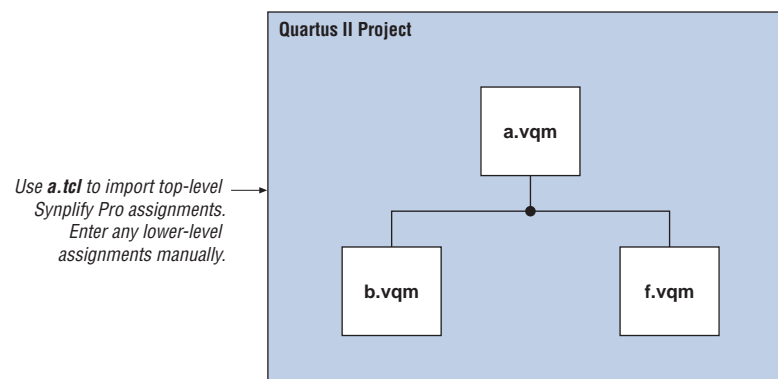 Quartus II Project
a.vqm
Use a.tcl to import top-level
Synplify Pro assignments.
Enter any lower-level
assignments manually.
b.vqm
f.vqm